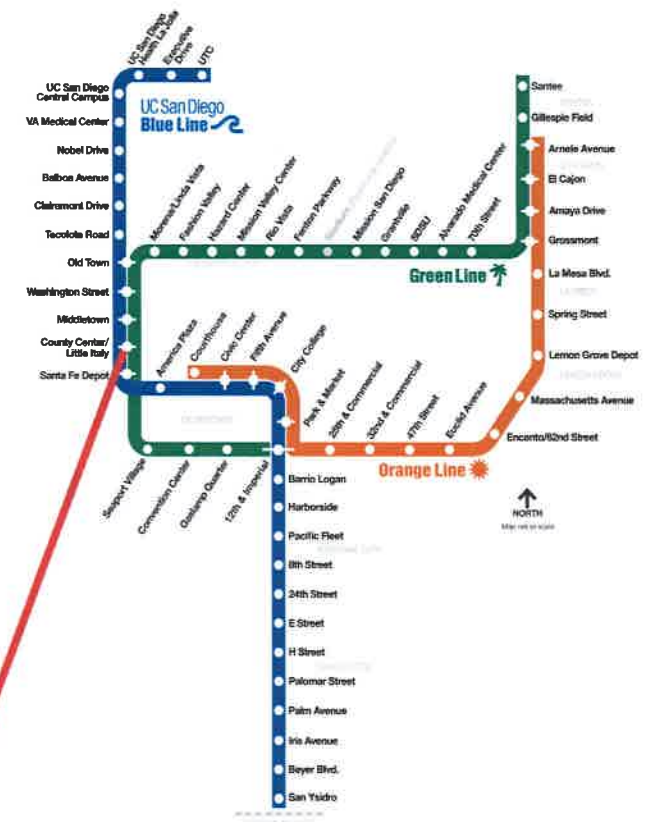 UC San Diego
Health La Jolla
Executive
Drive
UTC
UC San Diego
Central Campus
VA Medical Center
Nobel Drive
Balboa Avenue
Clairemont Drive
Tecolote Road
Old Town
Washington Street
Middletown
County Center/
Little Italy
Santa Fe Depot
UC San Diego
Blue Line
Morena/Linda Vista
Fashion Valley
Hazard Center
Mission Valley Center
Rio Vista
Fenton Parkway
Mission San Diego
Grantville
SDSU
Alvarado Medical Center
70th Street
Green Line
Santee
Gillespie Field
Arnele Avenue
El Cajon
Amaya Drive
Grossmont
La Mesa Blvd.
Spring Street
Lemon Grove Depot
Massachusetts Avenue
Encanto/62nd Street
America Plaza
Courthouse
Civic Center
Fifth Avenue
City College
Park & Market
25th & Commercial
32nd & Commercial
47th Street
Euclid Avenue
Orange Line
Seaport Village
Convention Center
Gaslamp Quarter
12th & Imperial
NORTH
Map not to scale
Barrio Logan
Harborside
Pacific Fleet
8th Street
24th Street
E Street
H Street
Palomar Street
Palm Avenue
Iris Avenue
Beyer Blvd.
San Ysidro